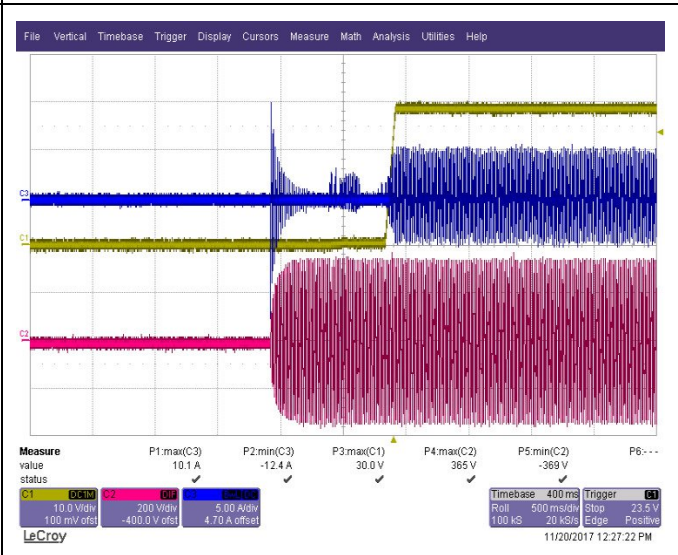 File Vertical Timebase Trigger Display Cursors Measure Math Analysis Utilities Help
C3
C1
C2
Measure P1:max(C3) P2:min(C3) P3:max(C1) P4:max(C2) P5:min(C2) P6:- - -
value 10.1 A -12.4 A 30.0 V 365 V -369 V
status
C1 DC1M C2 DIF
10.0 V/div 200 V/div 5.00 A/div
100 mV ofst -400.0 V ofst 4.70 A offset
Timebase 400 ms Trigger C1
Roll 500 ms/div Stop 23.5 V
100 kS 20 kS/s Edge Positive
LeCroy 11/20/2017 12:27:22 PM